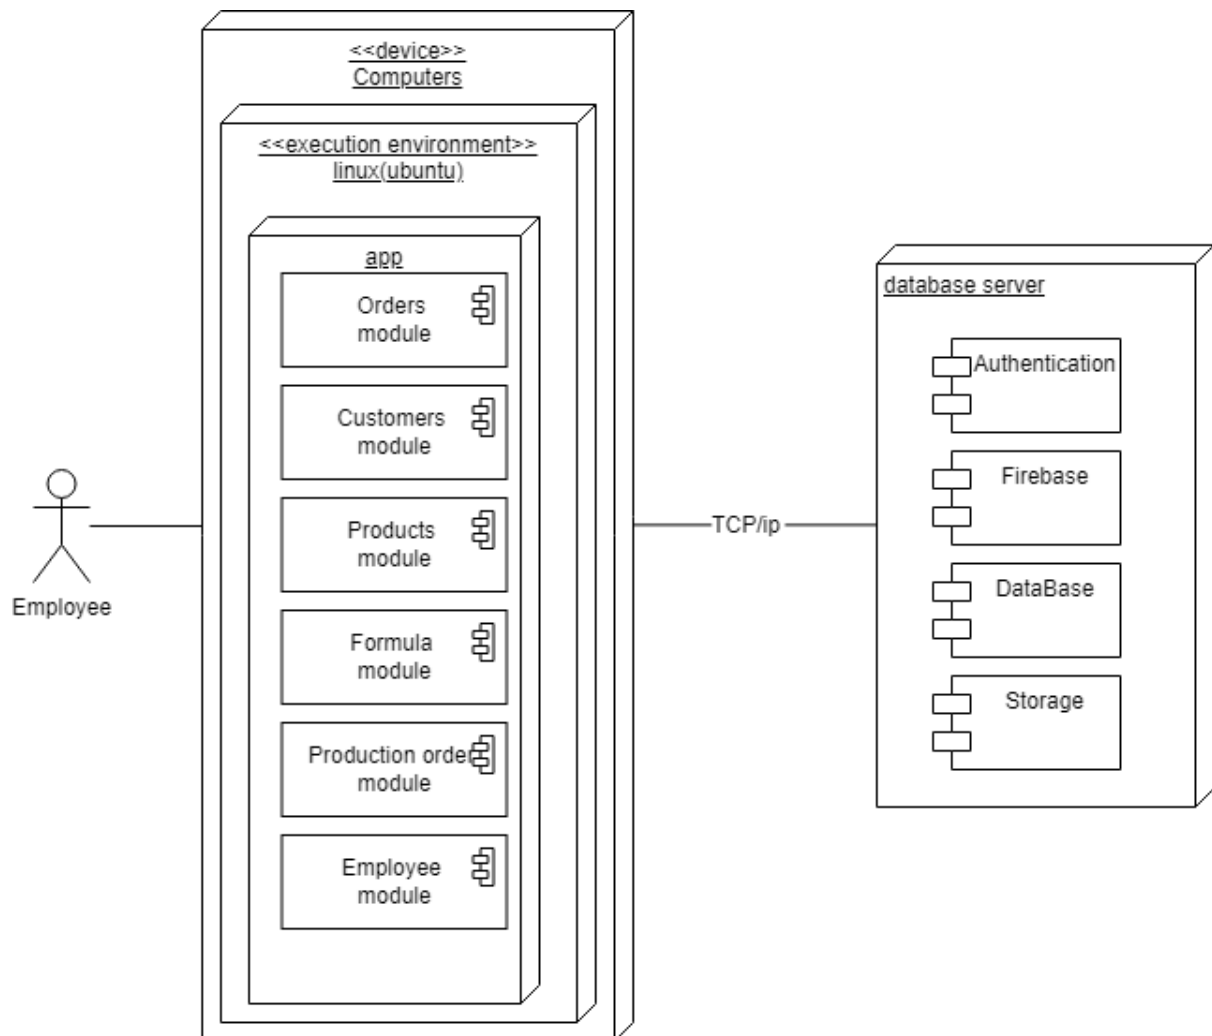 <<device>>
Computers
<<execution environment>>
linux(ubuntu)
app
Orders
module
Customers
module
Products
module
Formula
module
Production order
module
Employee
module
Employee
TCP/ip
database server
Authentication
Firebase
DataBase
Storage